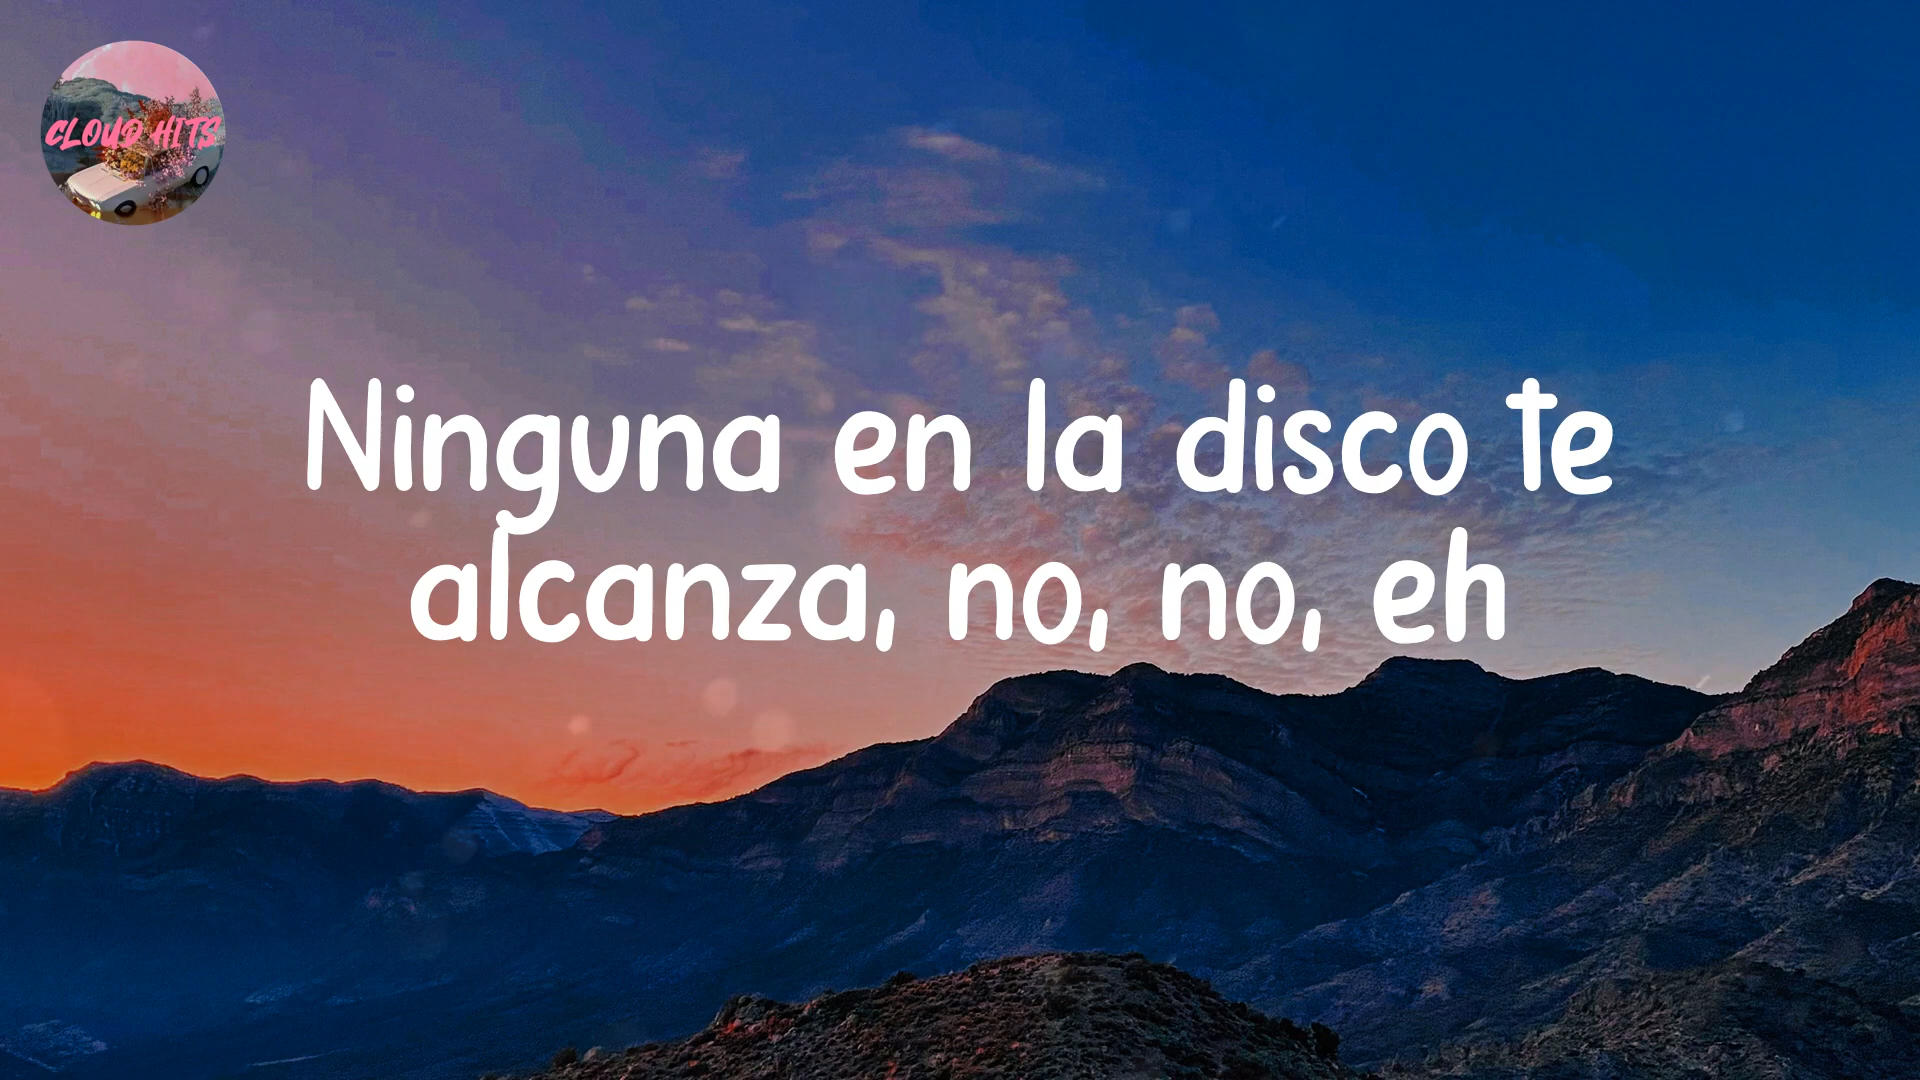 CLOUD HITS
Ninguna en la disco te
alcanza, no, no, eh